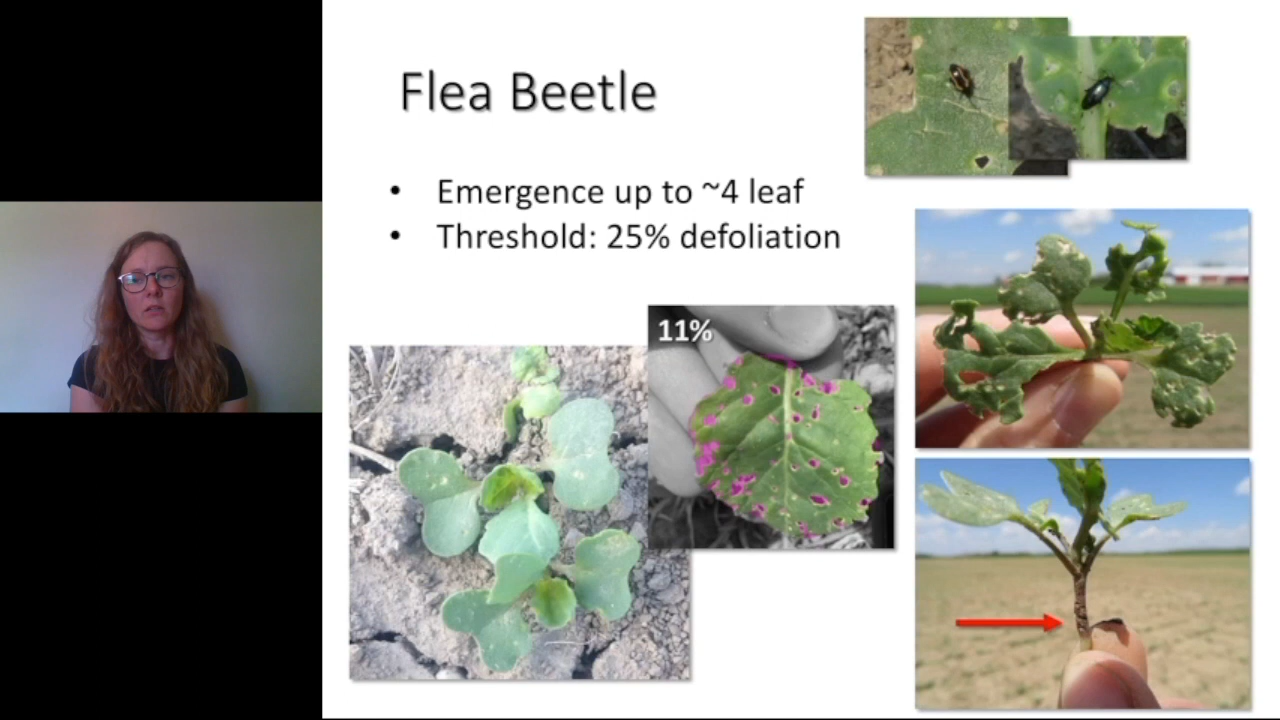 Flea Beetle
• Emergence up to ~4 leaf
• Threshold: 25% defoliation
11%